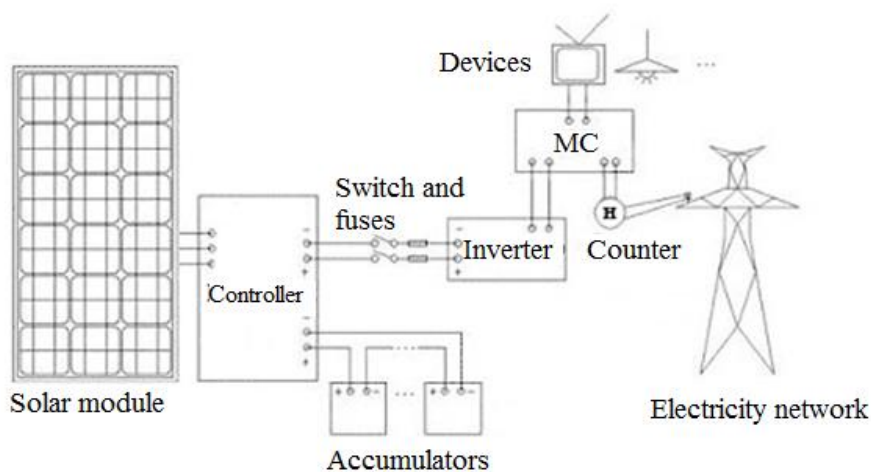 Devices
...
MC
Switch and
fuses
H
Inverter
Counter
Controller
-
+
-
+
-
+
+ - ... + -
Solar module
Electricity network
Accumulators